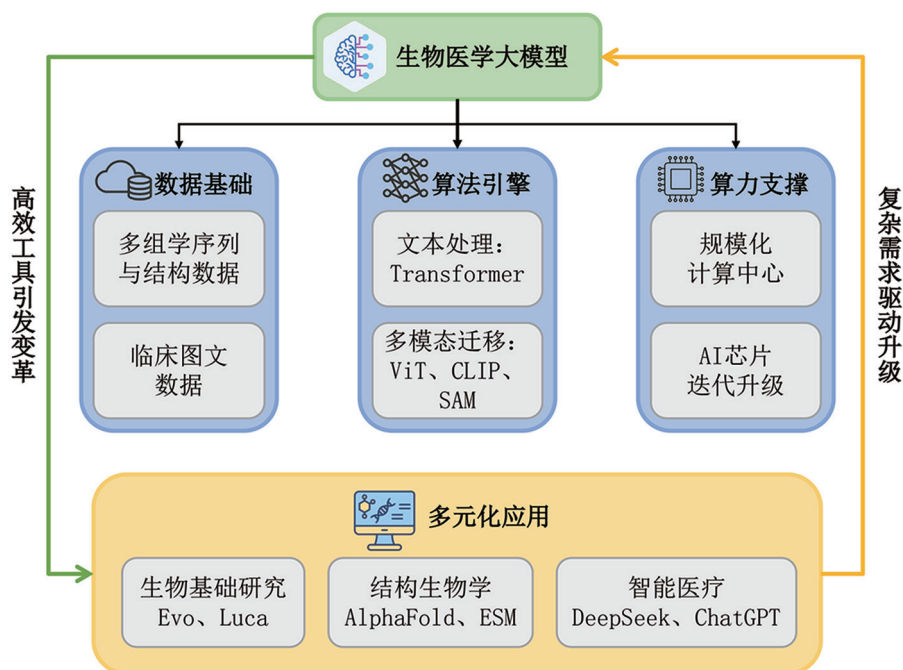 生物医学大模型
数据基础
多组学序列
与结构数据
临床图文
数据
算法引擎
文本处理：
Transformer
多模态迁移：
ViT、CLIP、
SAM
算力支撑
规模化
计算中心
AI芯片
迭代升级
高效工具引发变革
复杂需求驱动升级
多元化应用
生物基础研究
Evo、Luca
结构生物学
AlphaFold、ESM
智能医疗
DeepSeek、ChatGPT